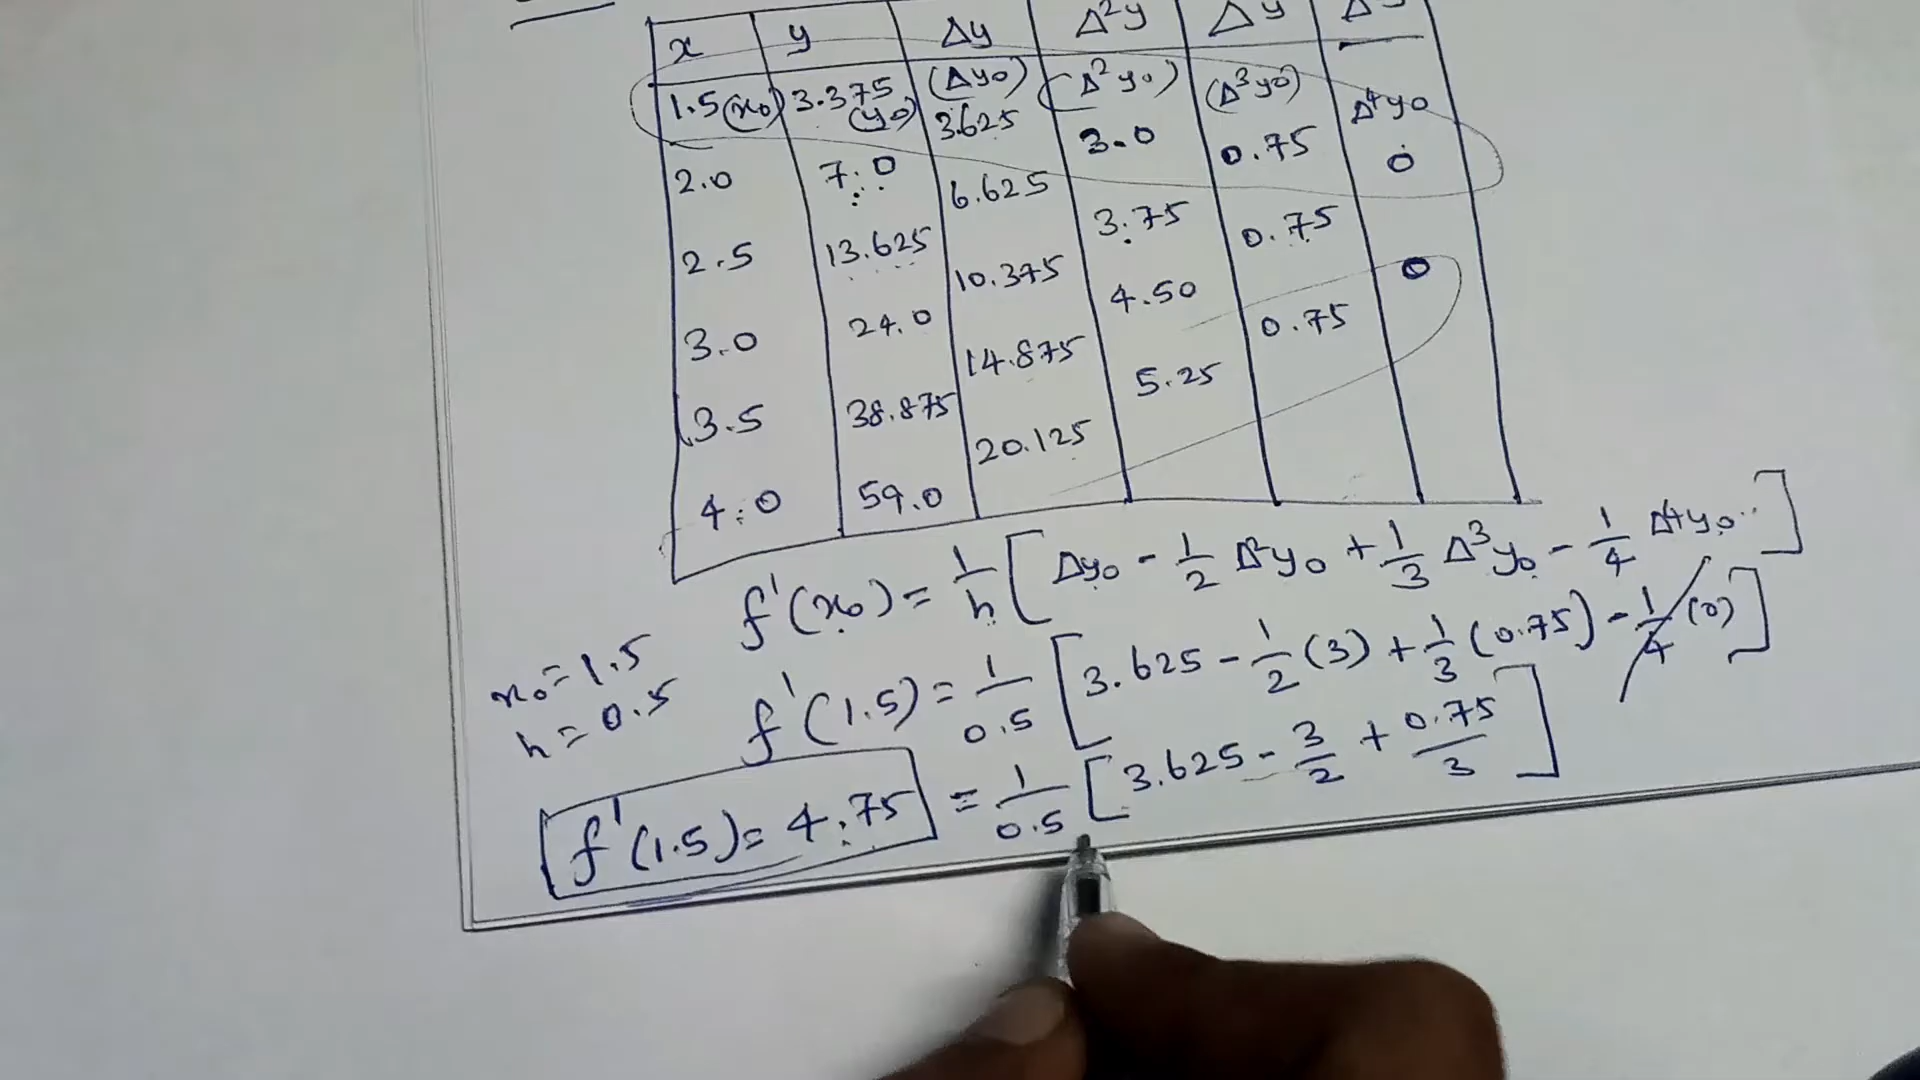 x y Δy Δ²y Δ y Δ y
1.5(x₀) 3.375 (y₀) (Δy₀) 3.625 (Δ²y₀) 3.0 (Δ³y₀) 0.75 Δ⁴y₀ 0
2.0 7.0 6.625 3.75 0.75 0
2.5 13.625 10.375 4.50 0.75
3.0 24.0 14.875 5.25
3.5 38.875 20.125
4.0 59.0
f'(x₀) = 1/h [Δy₀ - 1/2 Δ²y₀ + 1/3 Δ³y₀ - 1/4 Δ⁴y₀..]
x₀ = 1.5
h = 0.5
f'(1.5) = 1/0.5 [3.625 - 1/2 (3) + 1/3 (0.75) - 1/4 (0)]
f'(1.5) = 4.75 = 1/0.5 [3.625 - 3/2 + 0.75/3]